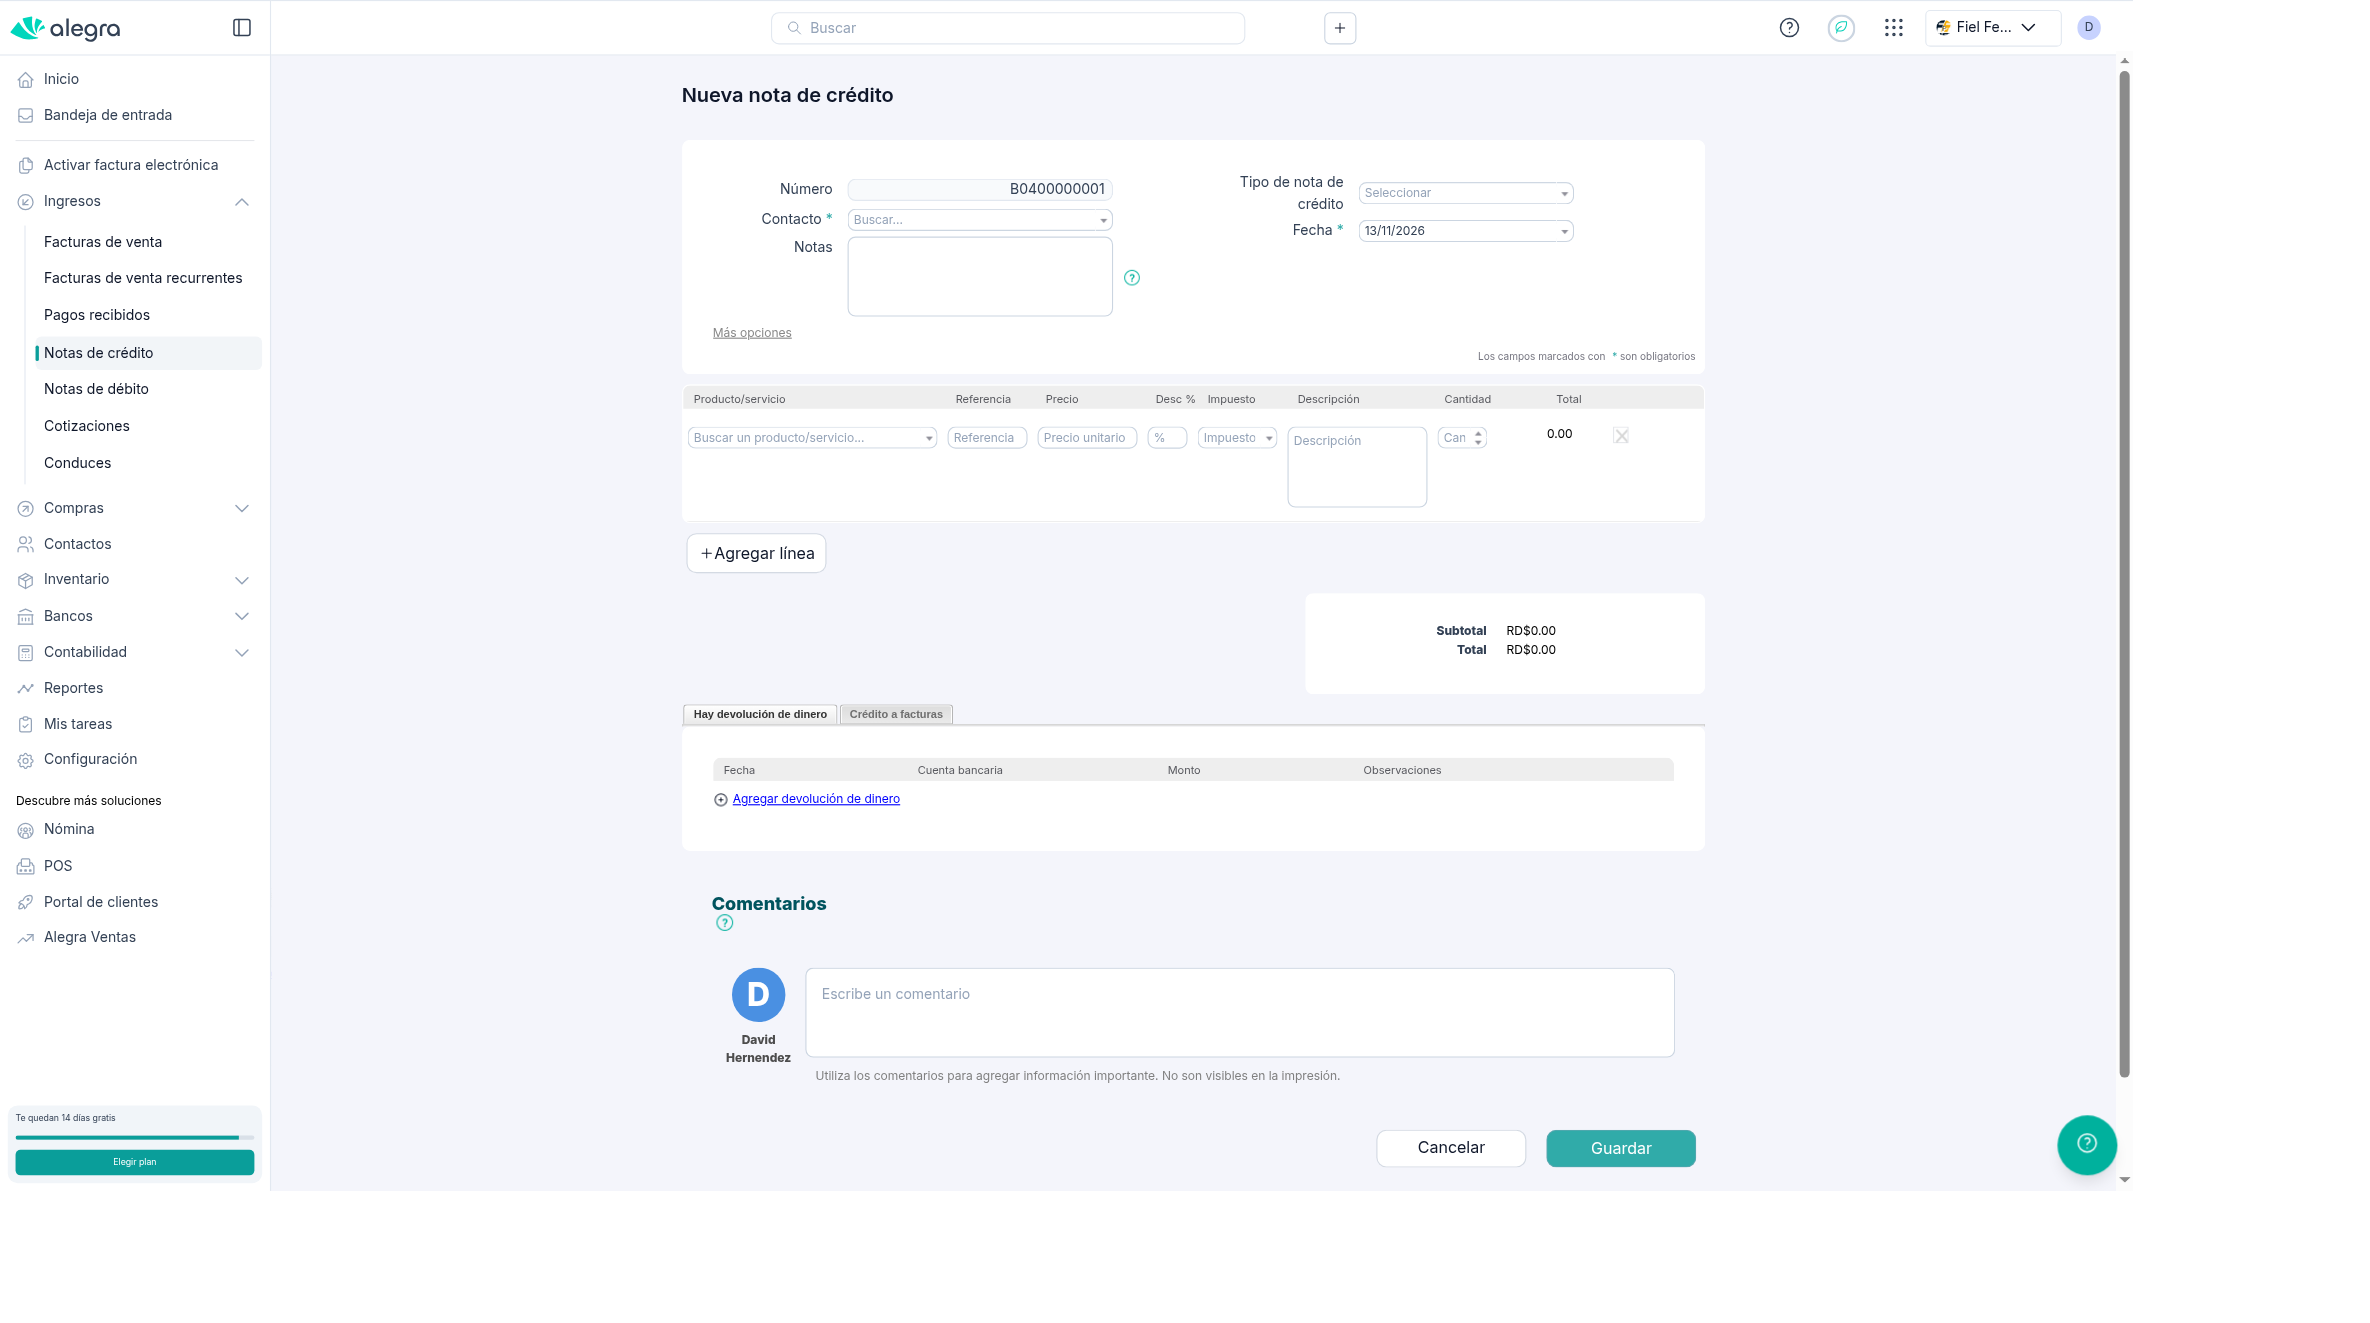 alegra
Buscar
Fiel Fe...
D
Inicio
Bandeja de entrada
Activar factura electrónica
Ingresos
Facturas de venta
Facturas de venta recurrentes
Pagos recibidos
Notas de crédito
Notas de débito
Cotizaciones
Conduces
Compras
Contactos
Inventario
Bancos
Contabilidad
Reportes
Mis tareas
Configuración
Descubre más soluciones
Nómina
POS
Portal de clientes
Alegra Ventas
Te quedan 14 días gratis
Elegir plan
Nueva nota de crédito
Número
B0400000001
Contacto *
Buscar...
Notas
?
Tipo de nota de
crédito
Seleccionar
Fecha *
13/11/2026
Más opciones
Los campos marcados con * son obligatorios
Producto/servicio Referencia Precio Desc % Impuesto Descripción Cantidad Total
Buscar un producto/servicio... Referencia Precio unitario % Impuesto Descripción Can 0.00
+ Agregar línea
Subtotal RD$0.00
Total RD$0.00
Hay devolución de dinero Crédito a facturas
Fecha Cuenta bancaria Monto Observaciones
Agregar devolución de dinero
Comentarios
?
D
David
Hernendez
Escribe un comentario
Utiliza los comentarios para agregar información importante. No son visibles en la impresión.
Cancelar
Guardar
?